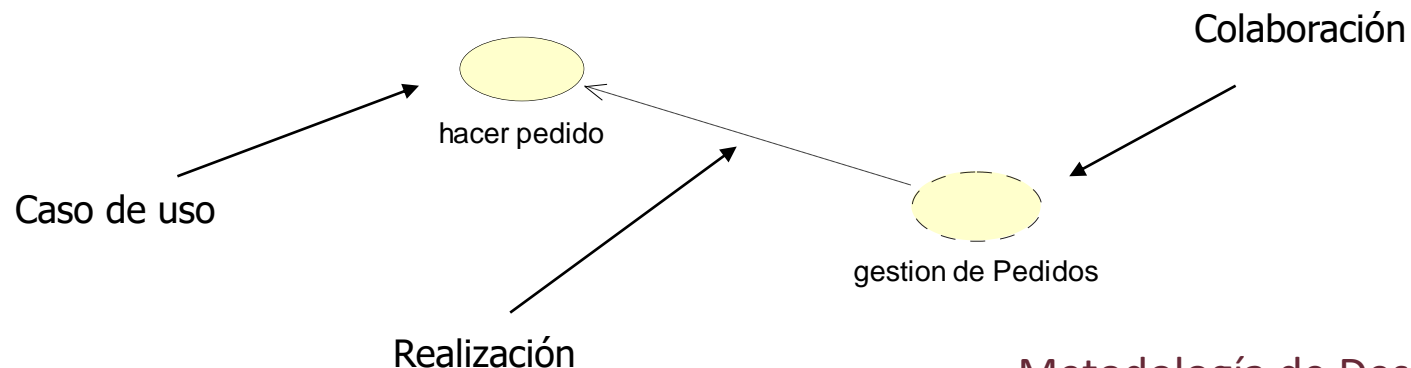 Colaboración
hacer pedido
Caso de uso
gestion de Pedidos
Realización